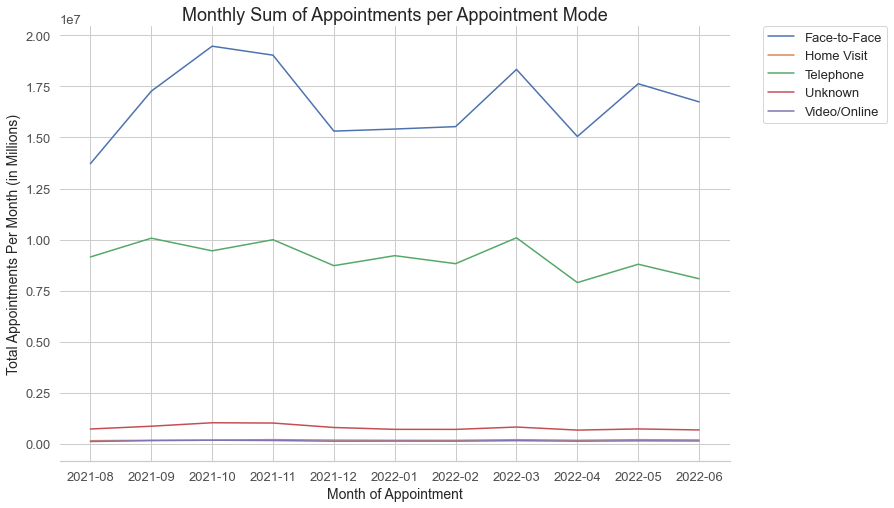 Monthly Sum of Appointments per Appointment Mode
1e7
2.00
1.75
1.50
1.25
1.00
0.75
0.50
0.25
0.00
Total Appointments Per Month (in Millions)
2021-08 2021-09 2021-10 2021-11 2021-12 2022-01 2022-02 2022-03 2022-04 2022-05 2022-06
Month of Appointment
Face-to-Face
Home Visit
Telephone
Unknown
Video/Online